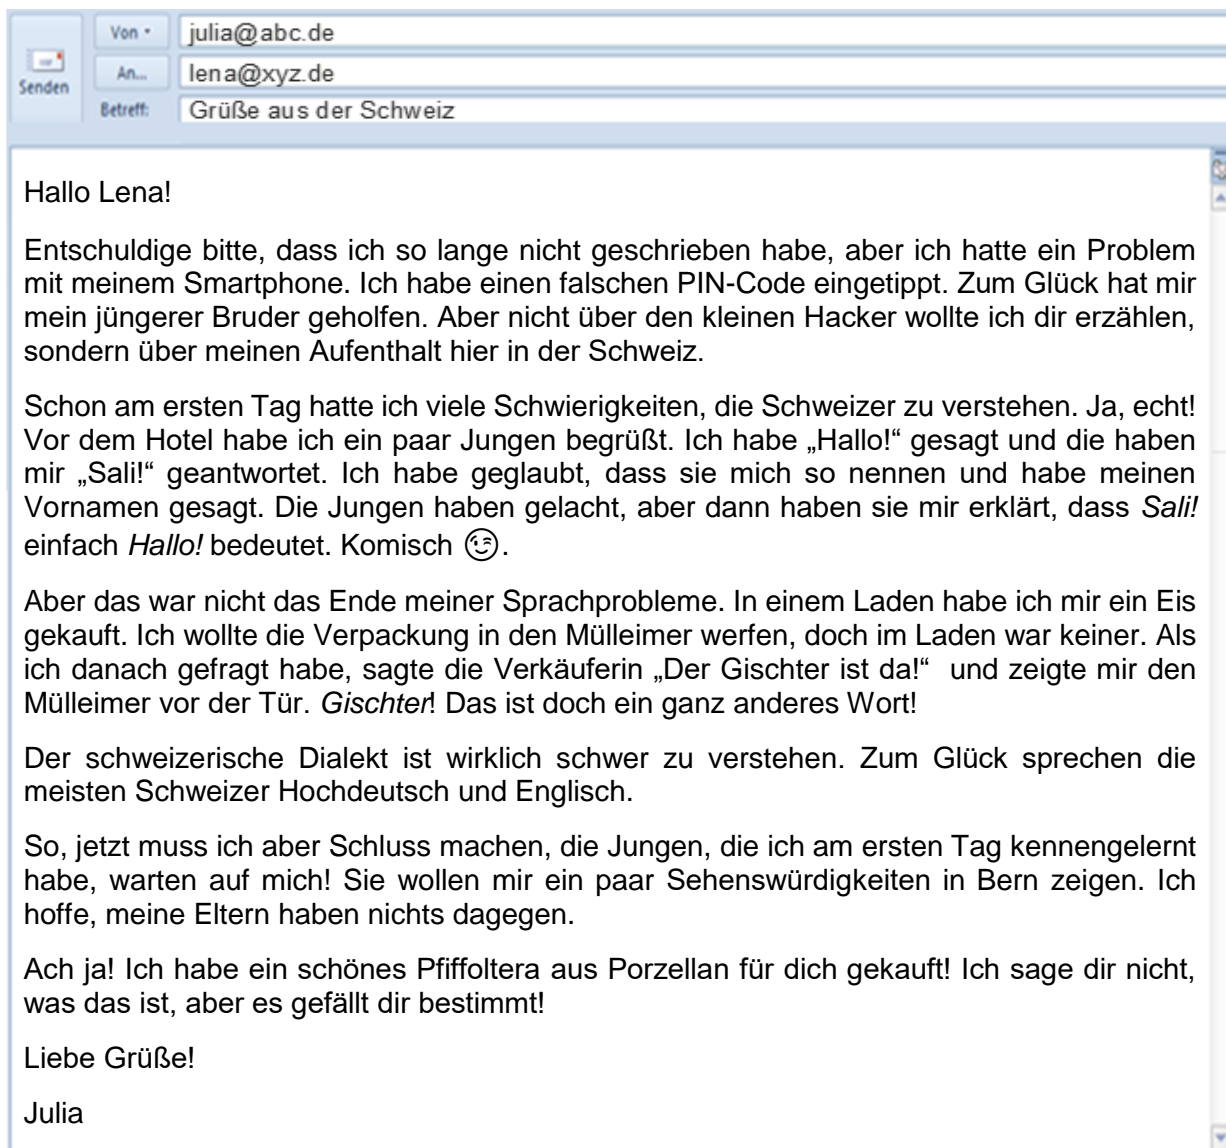 Von
julia@abc.de
Senden
An...
lena@xyz.de
Betreff:
Grüße aus der Schweiz
Hallo Lena!
Entschuldige bitte, dass ich so lange nicht geschrieben habe, aber ich hatte ein Problem
mit meinem Smartphone. Ich habe einen falschen PIN-Code eingetippt. Zum Glück hat mir
mein jüngerer Bruder geholfen. Aber nicht über den kleinen Hacker wollte ich dir erzählen,
sondern über meinen Aufenthalt hier in der Schweiz.
Schon am ersten Tag hatte ich viele Schwierigkeiten, die Schweizer zu verstehen. Ja, echt!
Vor dem Hotel habe ich ein paar Jungen begrüßt. Ich habe „Hallo!“ gesagt und die haben
mir „Sali!“ geantwortet. Ich habe geglaubt, dass sie mich so nennen und habe meinen
Vornamen gesagt. Die Jungen haben gelacht, aber dann haben sie mir erklärt, dass Sali!
einfach Hallo! bedeutet. Komisch 😉.
Aber das war nicht das Ende meiner Sprachprobleme. In einem Laden habe ich mir ein Eis
gekauft. Ich wollte die Verpackung in den Mülleimer werfen, doch im Laden war keiner. Als
ich danach gefragt habe, sagte die Verkäuferin „Der Gischter ist da!“ und zeigte mir den
Mülleimer vor der Tür. Gischter! Das ist doch ein ganz anderes Wort!
Der schweizerische Dialekt ist wirklich schwer zu verstehen. Zum Glück sprechen die
meisten Schweizer Hochdeutsch und Englisch.
So, jetzt muss ich aber Schluss machen, die Jungen, die ich am ersten Tag kennengelernt
habe, warten auf mich! Sie wollen mir ein paar Sehenswürdigkeiten in Bern zeigen. Ich
hoffe, meine Eltern haben nichts dagegen.
Ach ja! Ich habe ein schönes Pfiffoltera aus Porzellan für dich gekauft! Ich sage dir nicht,
was das ist, aber es gefällt dir bestimmt!
Liebe Grüße!
Julia